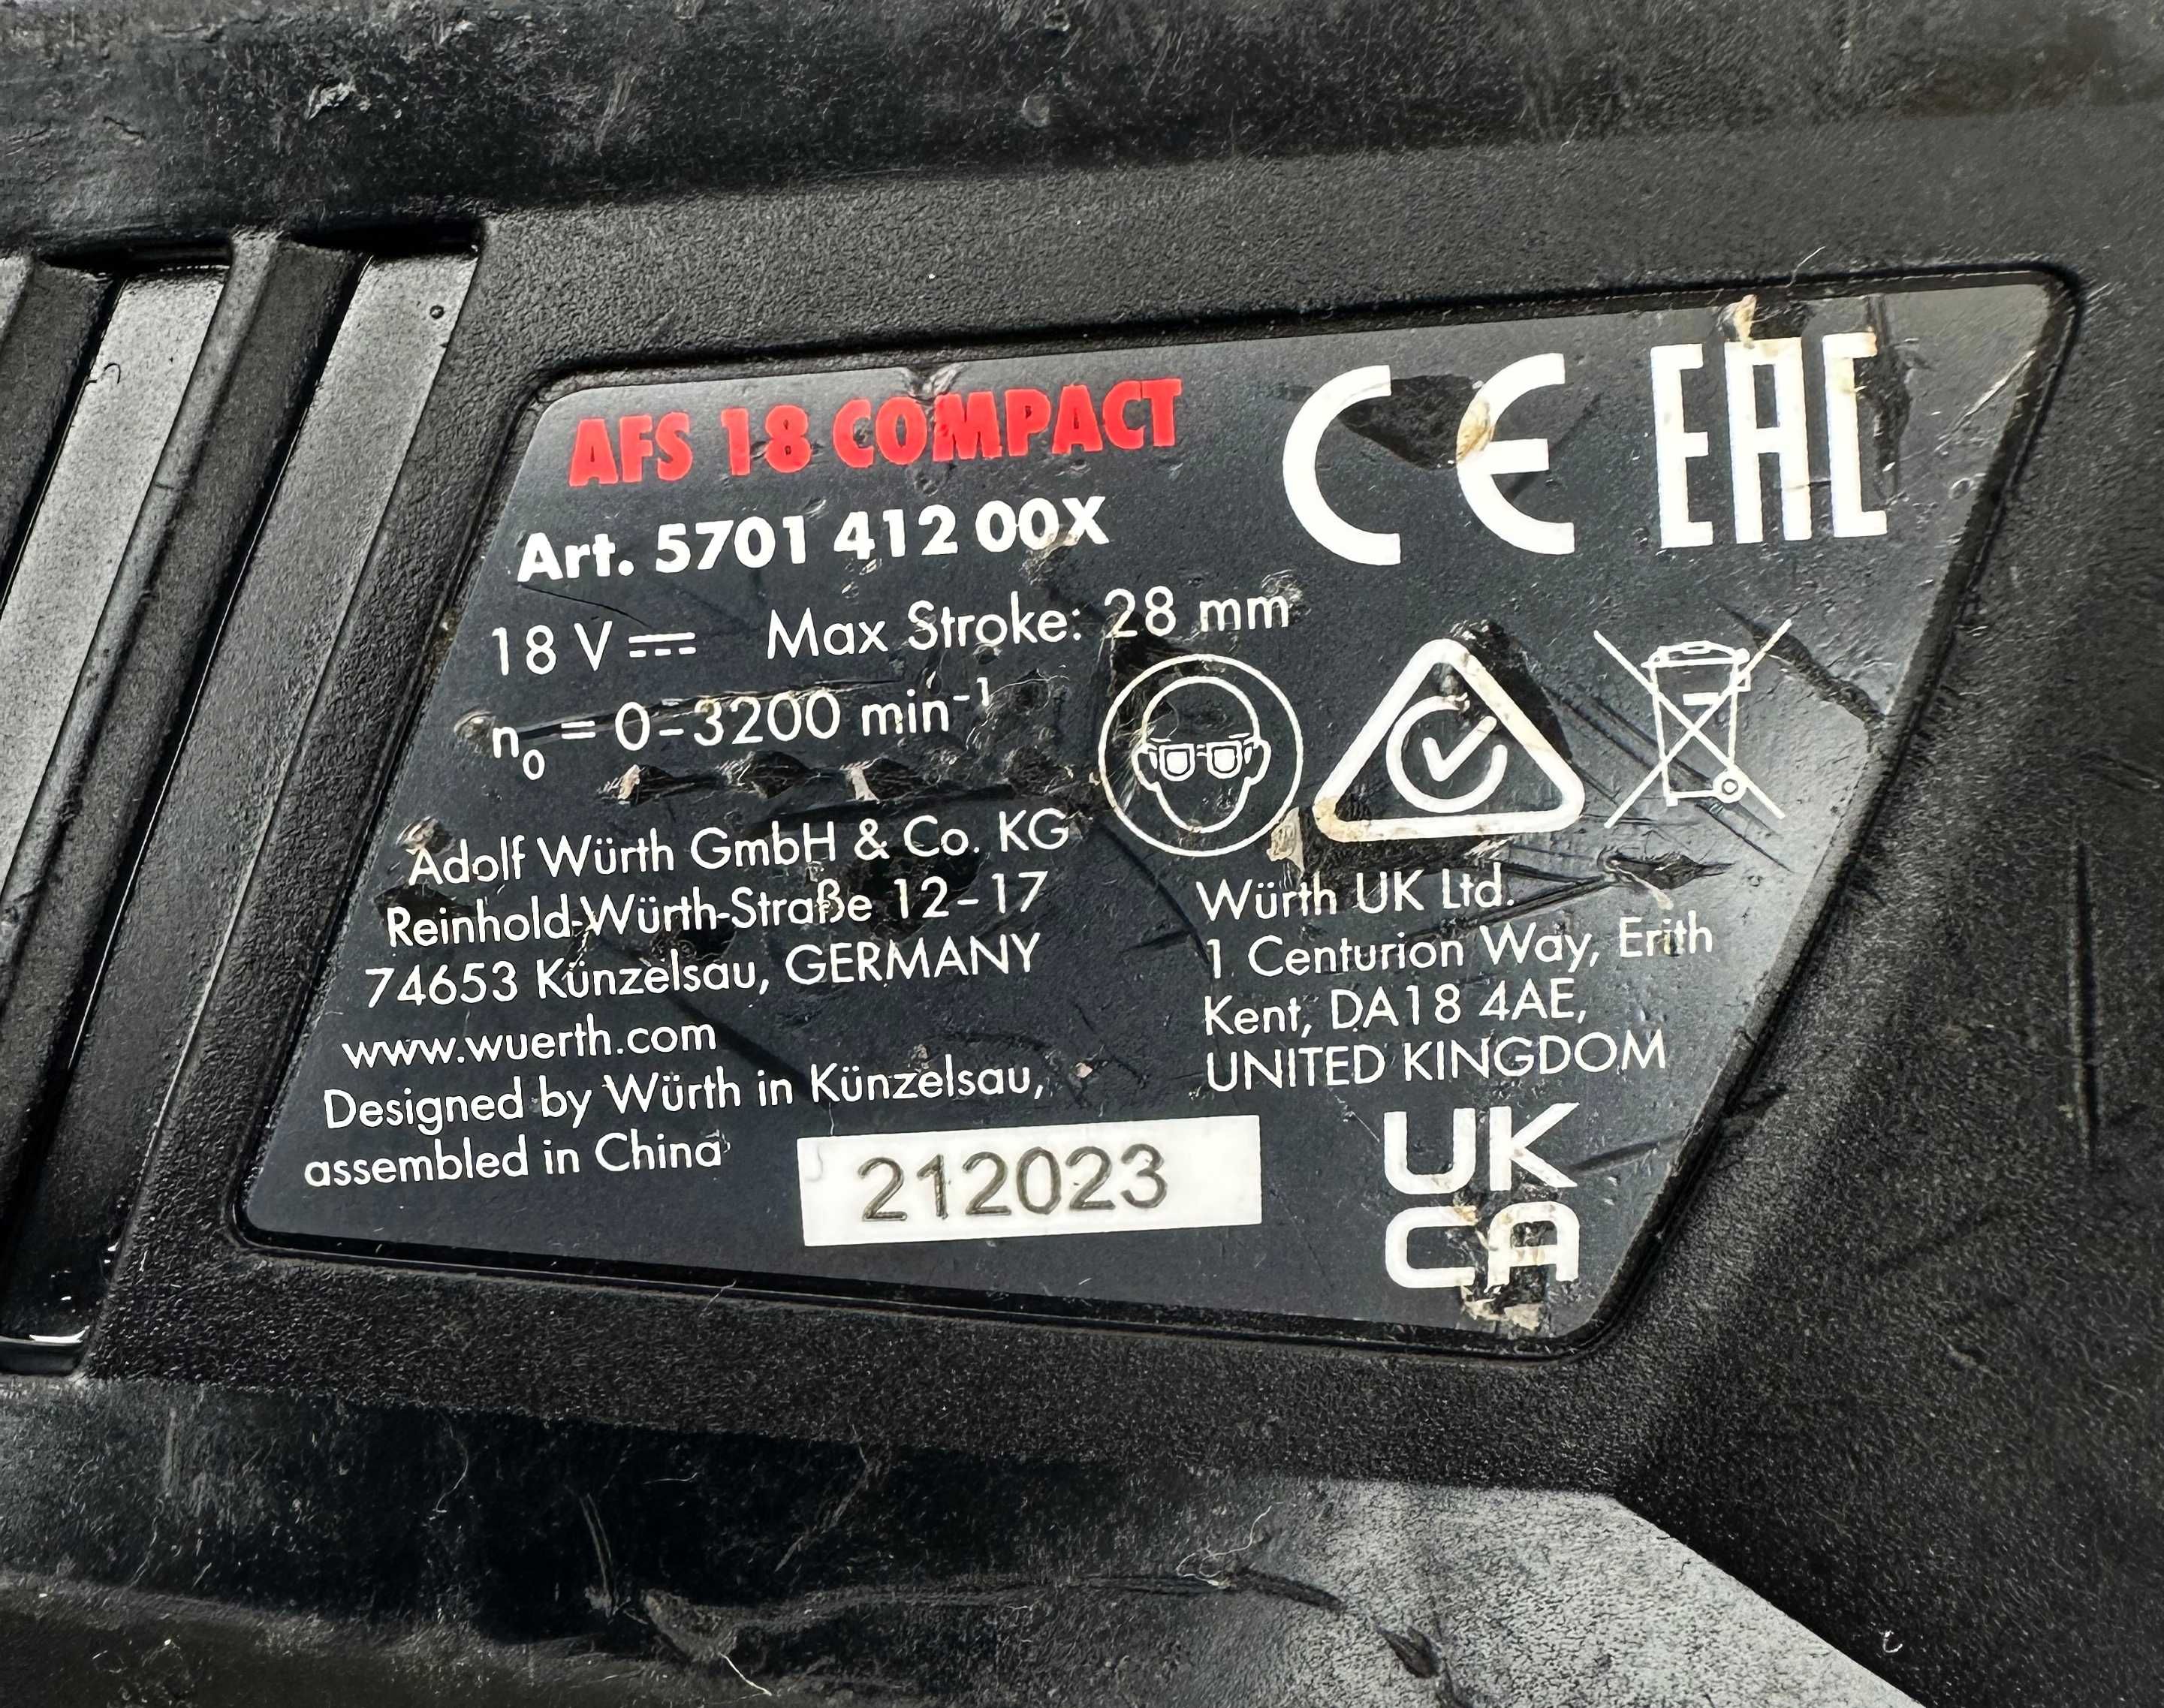 AFS 18 COMPACT
Art. 5701 412 00X
18 V ⎓ Max Stroke: 28 mm
n₀ = 0–3200 min⁻¹
Adolf Würth GmbH & Co. KG
Reinhold-Würth-Straße 12–17
74653 Künzelsau, GERMANY
www.wuerth.com
Designed by Würth in Künzelsau,
assembled in China
212023
CE EAC
Würth UK Ltd.
1 Centurion Way, Erith
Kent, DA18 4AE,
UNITED KINGDOM
UK
CA